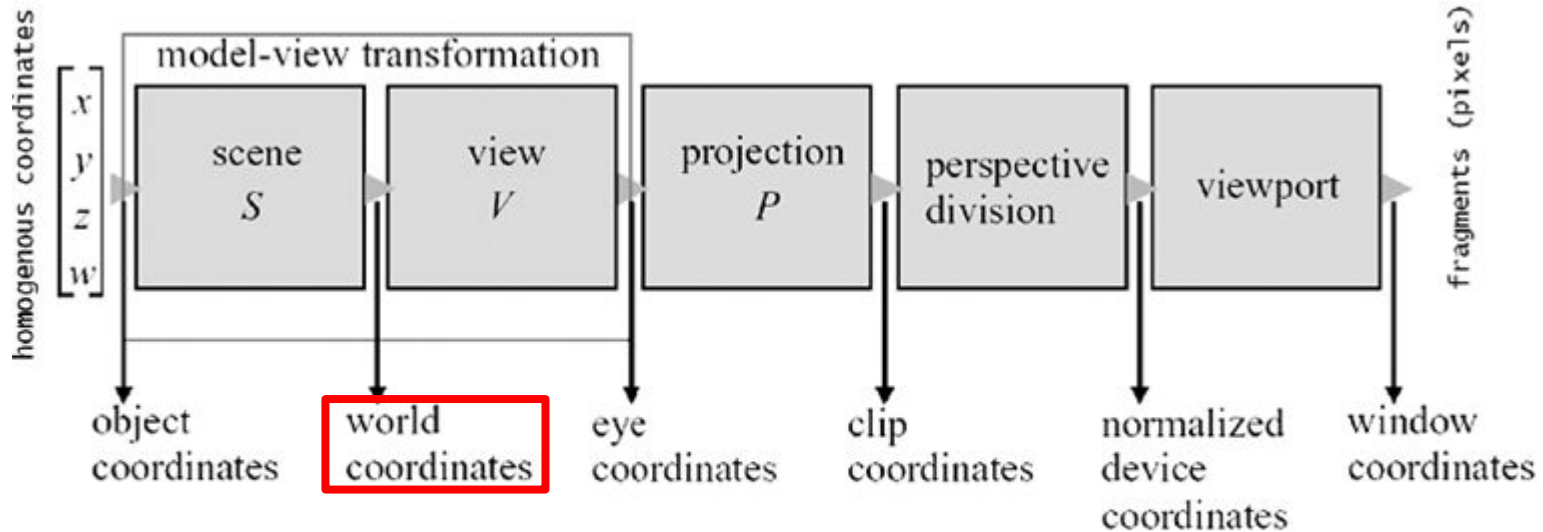 homogenous coordinates
x
y
z
w
model-view transformation
scene
S
view
V
projection
P
perspective
division
viewport
fragments (pixels)
object
coordinates
world
coordinates
eye
coordinates
clip
coordinates
normalized
device
coordinates
window
coordinates